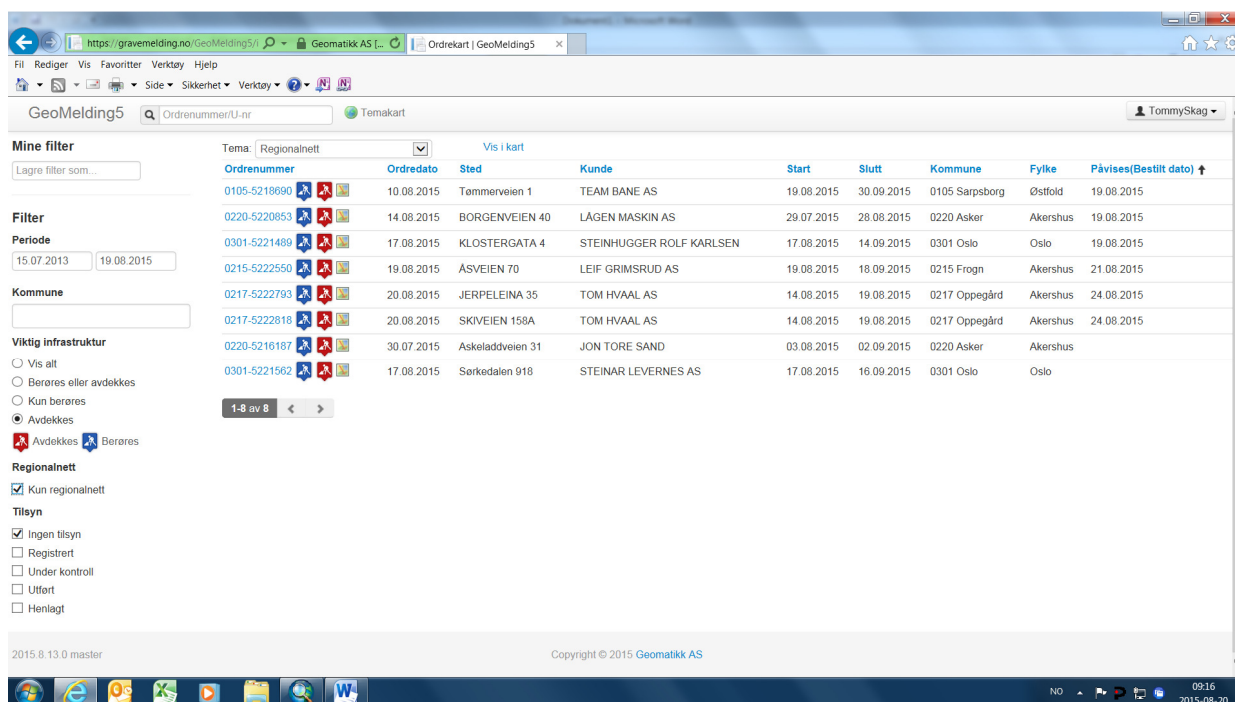 Dokument1 - Microsoft Word
https://gravemelding.no/GeoMelding5/i Geomatikk AS [... Ordrekart | GeoMelding5
Fil Rediger Vis Favoritter Verktøy Hjelp
Side Sikkerhet Verktøy
GeoMelding5 Ordrenummer/U-nr Temakart TommySkag
Mine filter
Lagre filter som...
Filter
Periode
15.07.2013 19.08.2015
Kommune
Viktig infrastruktur
Vis alt
Berøres eller avdekkes
Kun berøres
Avdekkes
Avdekkes Berøres
Regionalnett
Kun regionalnett
Tilsyn
Ingen tilsyn
Registrert
Under kontroll
Utført
Henlagt
Tema: Regionalnett Vis i kart
Ordrenummer Ordredato Sted Kunde Start Slutt Kommune Fylke Påvises(Bestilt dato)
0105-5218690 10.08.2015 Tømmerveien 1 TEAM BANE AS 19.08.2015 30.09.2015 0105 Sarpsborg Østfold 19.08.2015
0220-5220853 14.08.2015 BORGENVEIEN 40 LÅGEN MASKIN AS 29.07.2015 28.08.2015 0220 Asker Akershus 19.08.2015
0301-5221489 17.08.2015 KLOSTERGATA 4 STEINHUGGER ROLF KARLSEN 17.08.2015 14.09.2015 0301 Oslo Oslo 19.08.2015
0215-5222550 19.08.2015 ÅSVEIEN 70 LEIF GRIMSRUD AS 19.08.2015 18.09.2015 0215 Frogn Akershus 21.08.2015
0217-5222793 20.08.2015 JERPELEINA 35 TOM HVAAL AS 14.08.2015 19.08.2015 0217 Oppegård Akershus 24.08.2015
0217-5222818 20.08.2015 SKIVEIEN 158A TOM HVAAL AS 14.08.2015 19.08.2015 0217 Oppegård Akershus 24.08.2015
0220-5216187 30.07.2015 Askeladdveien 31 JON TORE SAND 03.08.2015 02.09.2015 0220 Asker Akershus
0301-5221562 17.08.2015 Sørkedalen 918 STEINAR LEVERNES AS 17.08.2015 16.09.2015 0301 Oslo Oslo
1-8 av 8
2015.8.13.0 master Copyright © 2015 Geomatikk AS
NO 09:16
2015-08-20